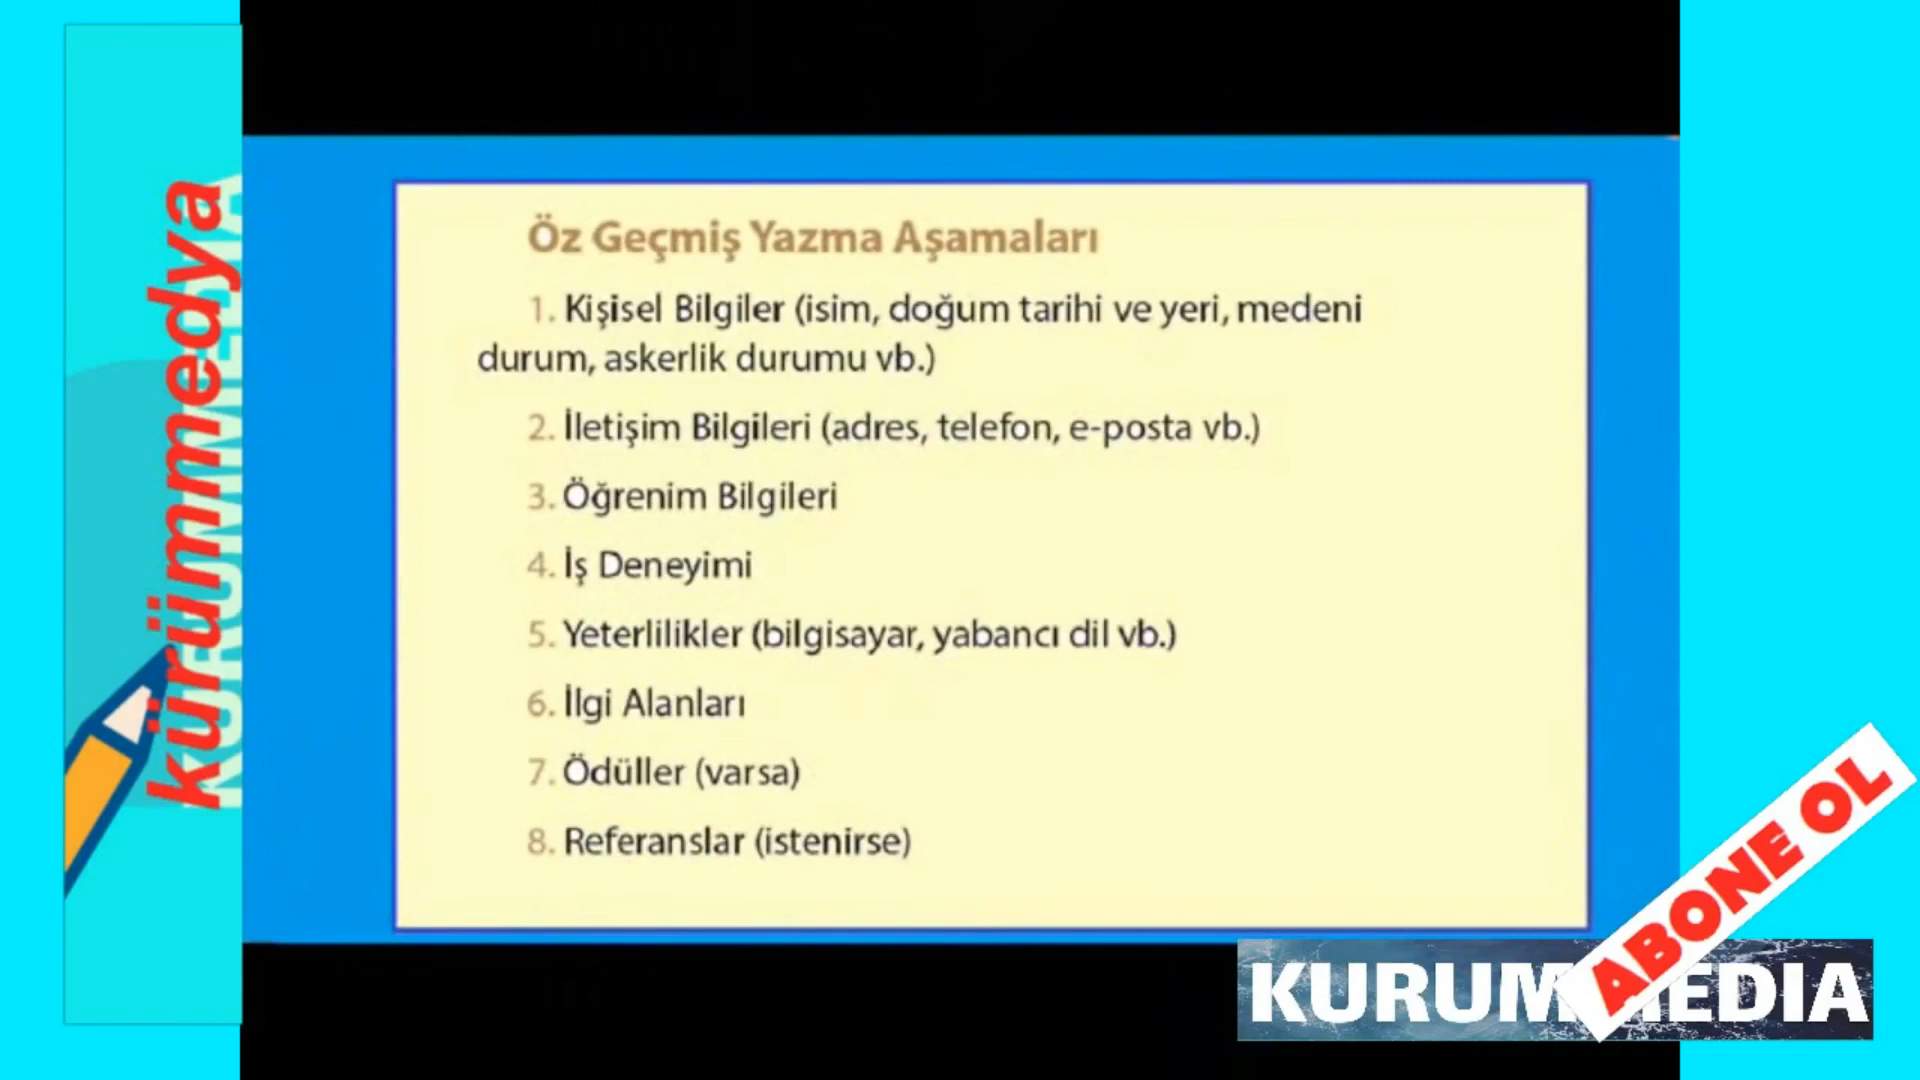 Öz Geçmiş Yazma Aşamaları
1. Kişisel Bilgiler (isim, doğum tarihi ve yeri, medeni
durum, askerlik durumu vb.)
2. İletişim Bilgileri (adres, telefon, e-posta vb.)
3. Öğrenim Bilgileri
4. İş Deneyimi
5. Yeterlilikler (bilgisayar, yabancı dil vb.)
6. İlgi Alanları
7. Ödüller (varsa)
8. Referanslar (istenirse)
kürümmedya
ABONE OL